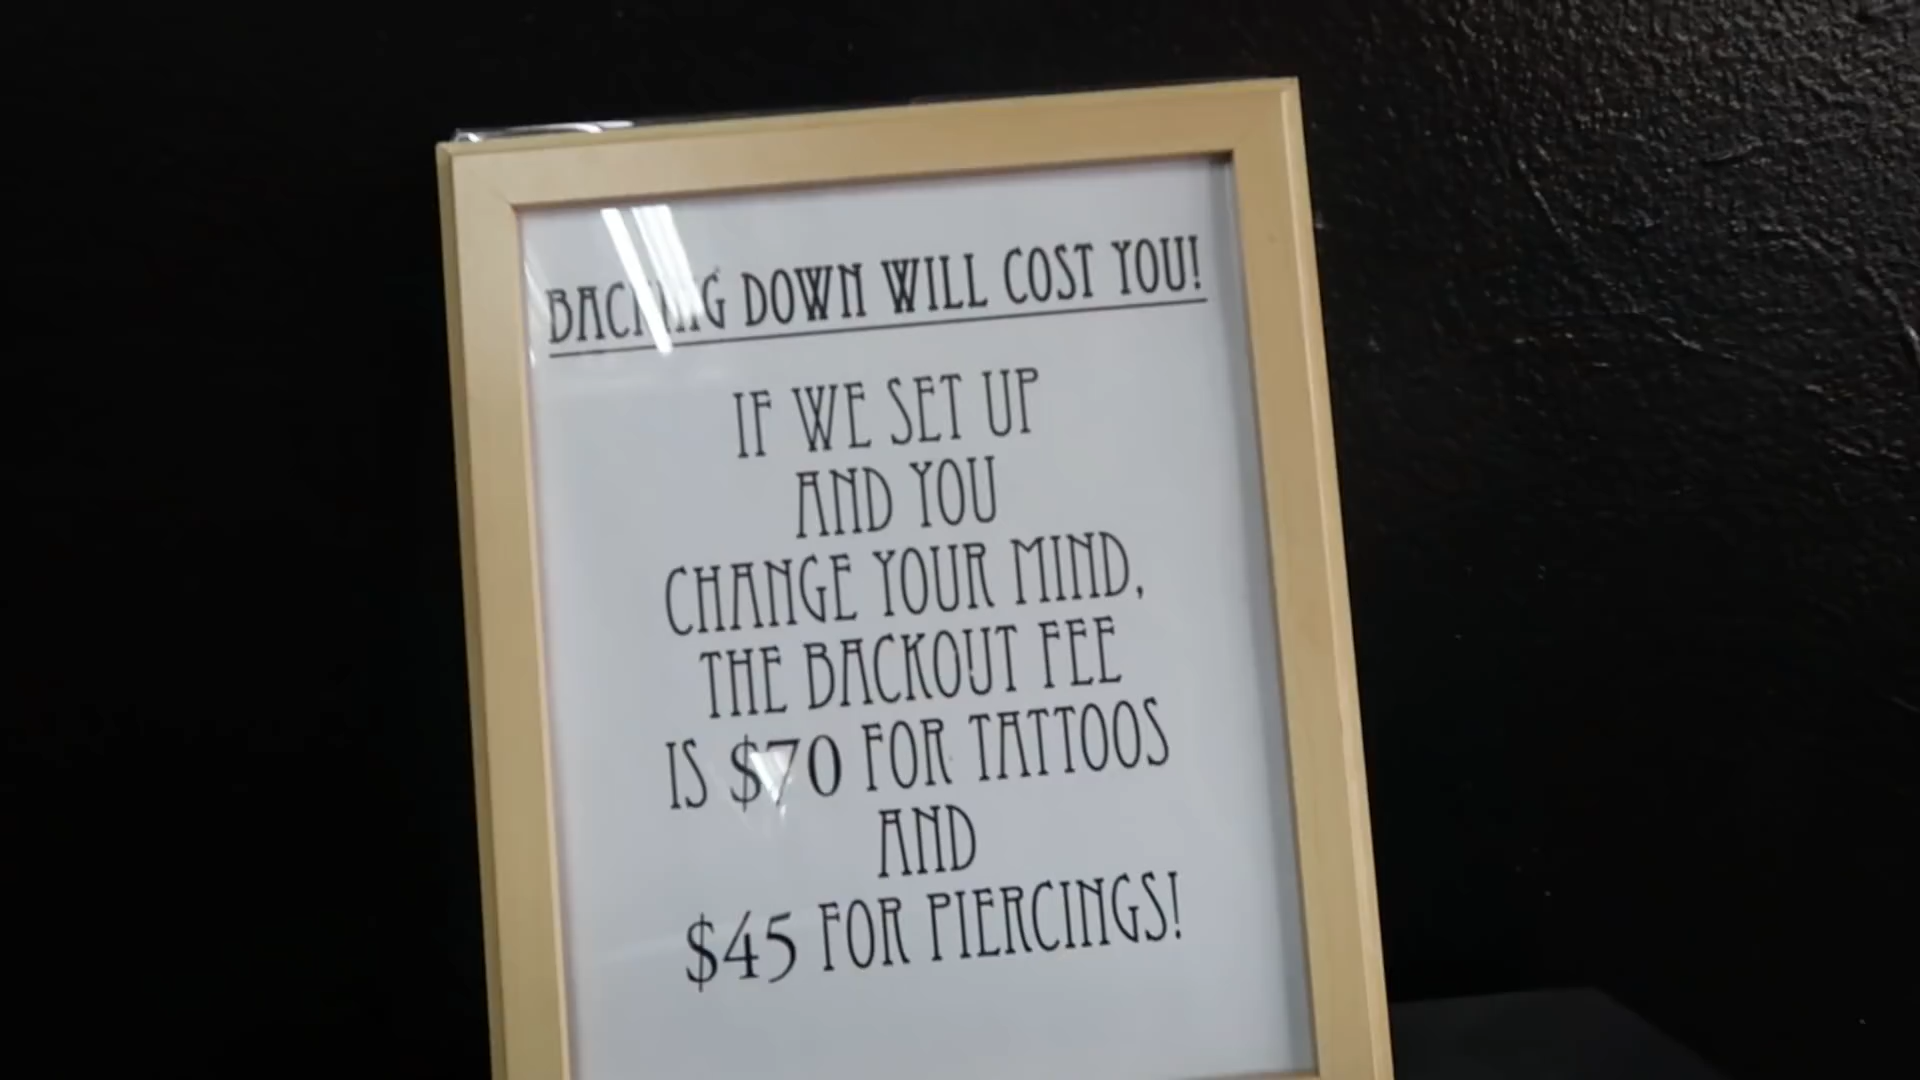 BACKING DOWN WILL COST YOU!
IF WE SET UP
AND YOU
CHANGE YOUR MIND,
THE BACKOUT FEE
IS $70 FOR TATTOOS
AND
$45 FOR PIERCINGS!